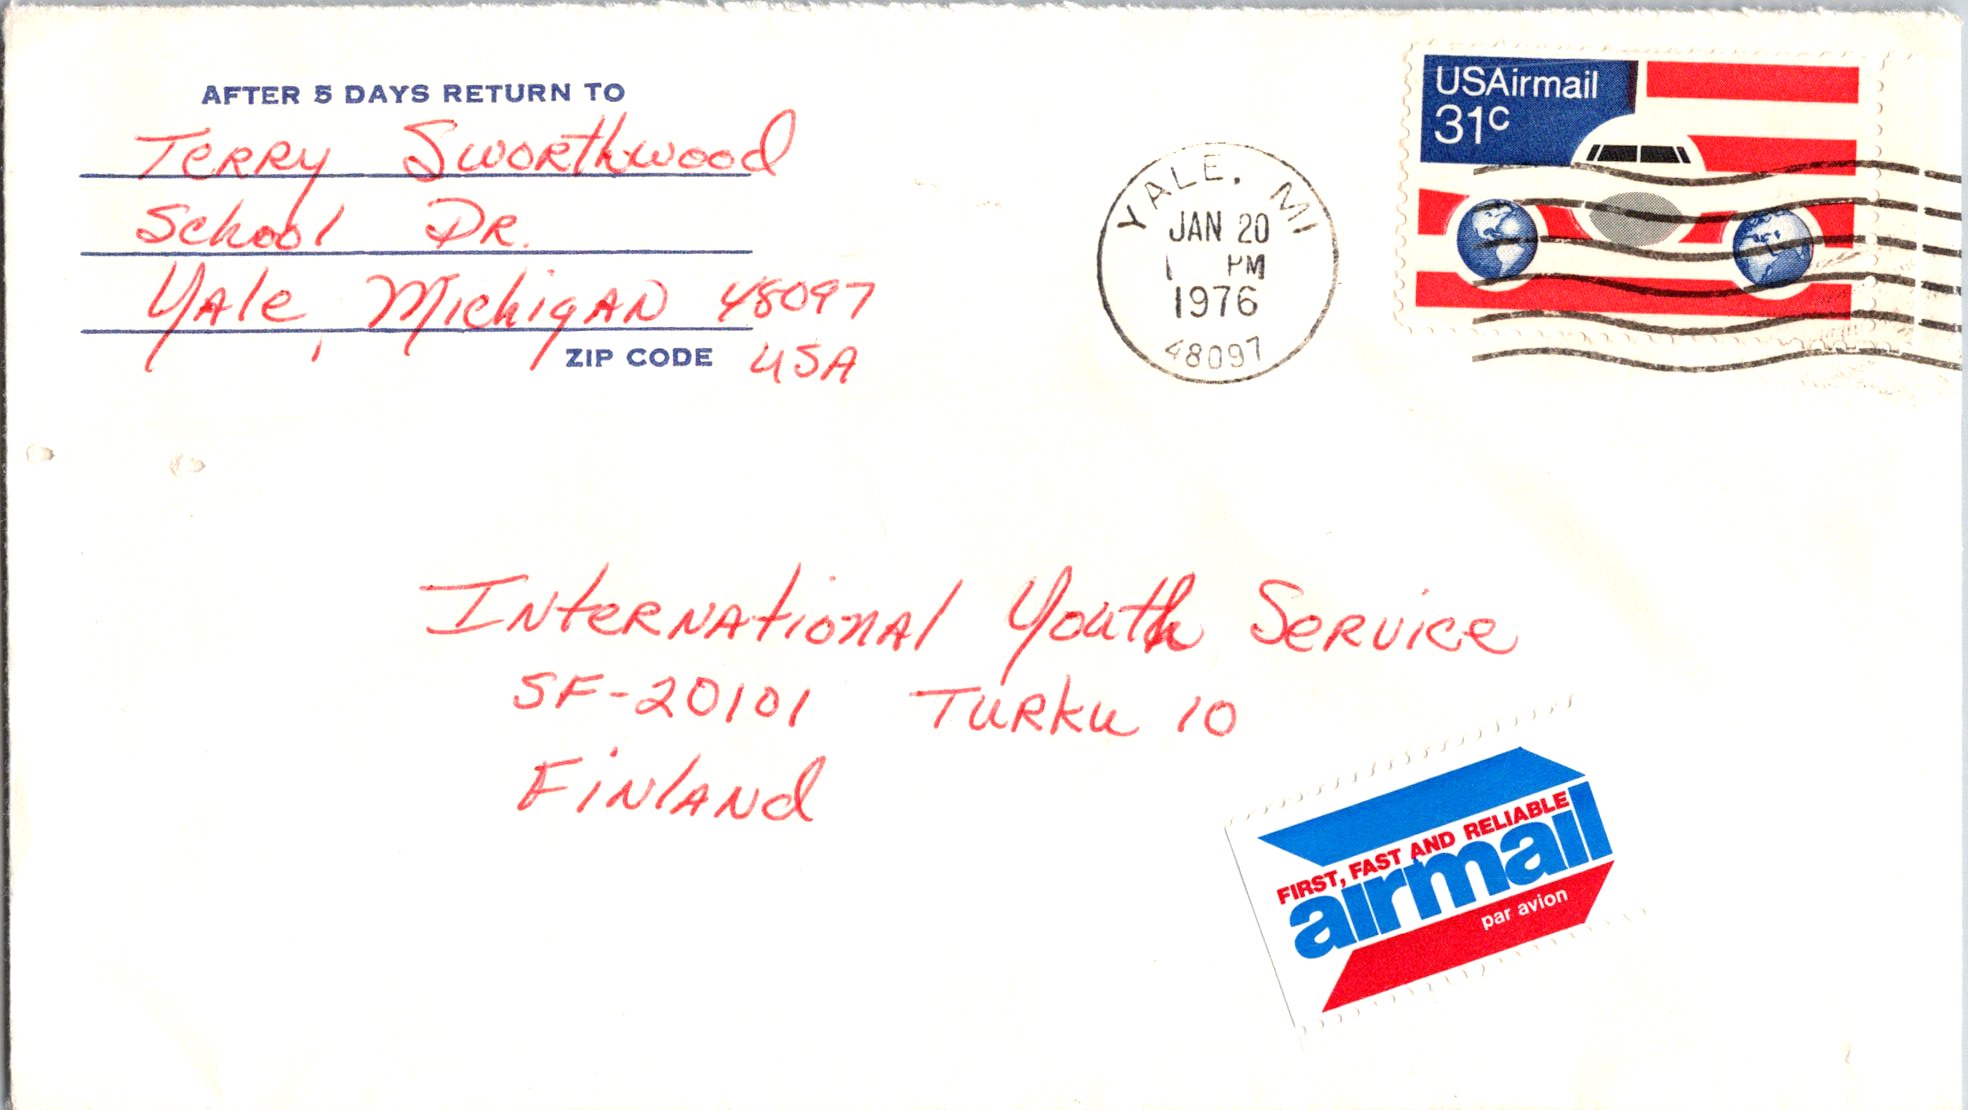 AFTER 5 DAYS RETURN TO
Terry Sworthwood
School Dr.
Yale, Michigan 48097
ZIP CODE USA
YALE, MI
JAN 20
1 PM
1976
48097
USAirmail
31c
International Youth Service
SF-20101 Turku 10
Finland
FIRST, FAST AND RELIABLE
airmail
par avion